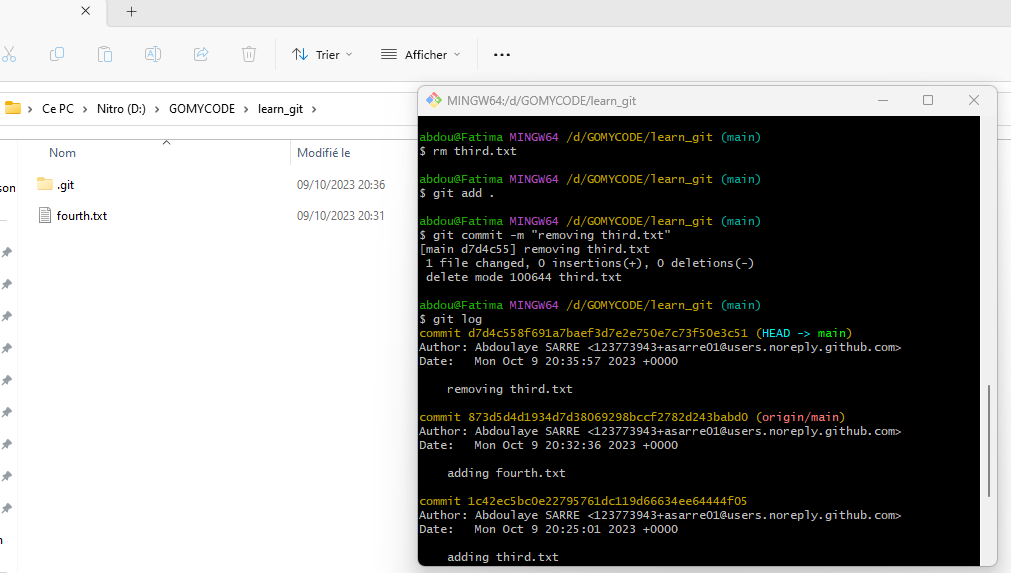 Trier
Afficher
Ce PC > Nitro (D:) > GOMYCODE > learn_git >
Nom
Modifié le
son
.git
09/10/2023 20:36
fourth.txt
09/10/2023 20:31
MINGW64:/d/GOMYCODE/learn_git
abdou@Fatima MINGW64 /d/GOMYCODE/learn_git (main)
$ rm third.txt
abdou@Fatima MINGW64 /d/GOMYCODE/learn_git (main)
$ git add .
abdou@Fatima MINGW64 /d/GOMYCODE/learn_git (main)
$ git commit -m "removing third.txt"
[main d7d4c55] removing third.txt
1 file changed, 0 insertions(+), 0 deletions(-)
delete mode 100644 third.txt
abdou@Fatima MINGW64 /d/GOMYCODE/learn_git (main)
$ git log
commit d7d4c558f691a7baef3d7e2e750e7c73f50e3c51 (HEAD -> main)
Author: Abdoulaye SARRE <123773943+asarre01@users.noreply.github.com>
Date:   Mon Oct 9 20:35:57 2023 +0000
removing third.txt
commit 873d5d4d1934d7d38069298bccf2782d243babd0 (origin/main)
Author: Abdoulaye SARRE <123773943+asarre01@users.noreply.github.com>
Date:   Mon Oct 9 20:32:36 2023 +0000
adding fourth.txt
commit 1c42ec5bc0e22795761dc119d66634ee64444f05
Author: Abdoulaye SARRE <123773943+asarre01@users.noreply.github.com>
Date:   Mon Oct 9 20:25:01 2023 +0000
adding third.txt